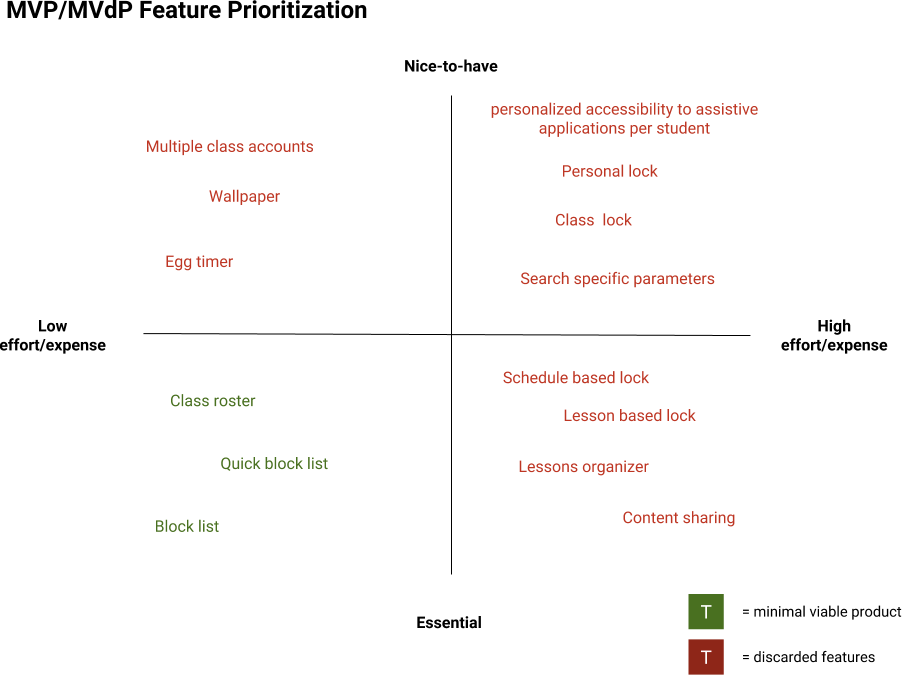 MVP/MVdP Feature Prioritization
Nice-to-have
personalized accessibility to assistive
applications per student
Multiple class accounts
Personal lock
Wallpaper
Class lock
Egg timer
Search specific parameters
Low
effort/expense
High
effort/expense
Schedule based lock
Class roster
Lesson based lock
Quick block list
Lessons organizer
Content sharing
Block list
Essential
T = minimal viable product
T = discarded features